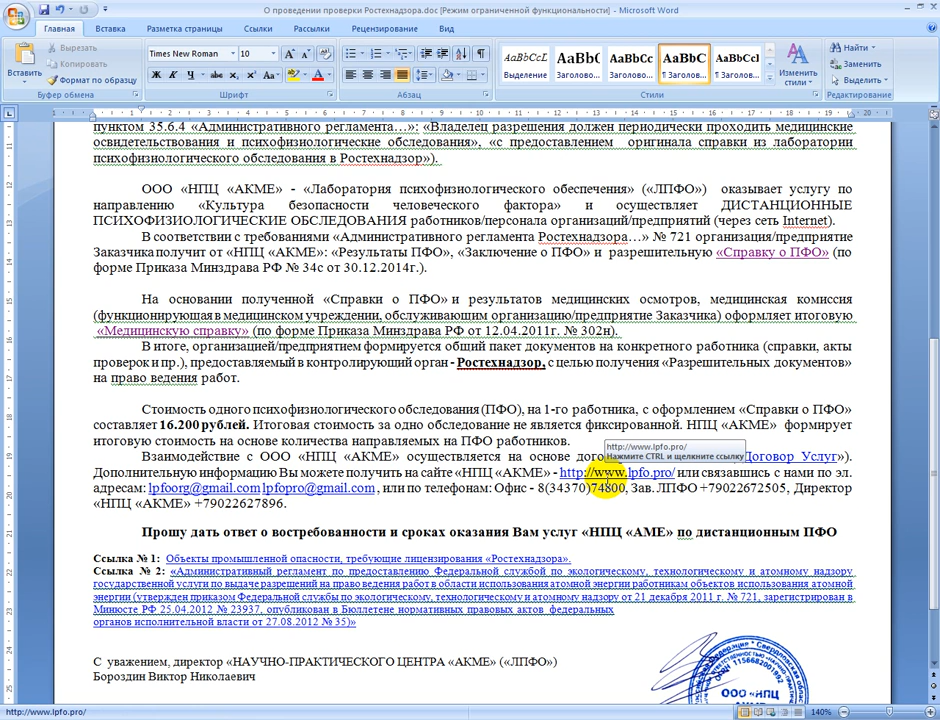 О проведении проверки Ростехнадзора.doc [Режим ограниченной функциональности] - Microsoft Word
Главная Вставка Разметка страницы Ссылки Рассылки Рецензирование Вид
Вставить
Вырезать
Копировать
Формат по образцу
Буфер обмена
Times New Roman 10
Шрифт
Абзац
AaBbCcL AaBb( AaBbCc AaBbC AaBbCcI
Выделение Заголово... Заголово... ¶ Заголово... ¶ Заголово...
Стили
Изменить стили
Найти
Заменить
Выделить
Редактирование
пунктом 35.6.4 «Административного регламента…»: «Владелец разрешения должен периодически проходить медицинские
освидетельствования и психофизиологические обследования», «с предоставлением оригинала справки из лаборатории
психофизиологического обследования в Ростехнадзор»).
ООО «НПЦ «АКМЕ» - «Лаборатория психофизиологического обеспечения» («ЛПФО») оказывает услугу по
направлению «Культура безопасности человеческого фактора» и осуществляет ДИСТАНЦИОННЫЕ
ПСИХОФИЗИОЛОГИЧЕСКИЕ ОБСЛЕДОВАНИЯ работников/персонала организаций/предприятий (через сеть Internet).
В соответствии с требованиями «Административного регламента Ростехнадзора…» № 721 организация/предприятие
Заказчика получит от «НПЦ «АКМЕ»: «Результаты ПФО», «Заключение о ПФО» и разрешительную «Справку о ПФО» (по
форме Приказа Минздрава РФ № 34с от 30.12.2014г.).
На основании полученной «Справки о ПФО» и результатов медицинских осмотров, медицинская комиссия
(функционирующая в медицинском учреждении, обслуживающим организацию/предприятие Заказчика) оформляет итоговую
«Медицинскую справку» (по форме Приказа Минздрава РФ от 12.04.2011г. № 302н).
В итоге, организацией/предприятием формируется общий пакет документов на конкретного работника (справки, акты
проверок и пр.), предоставляемый в контролирующий орган - Ростехнадзор, с целью получения «Разрешительных документов»
на право ведения работ.
Стоимость одного психофизиологического обследования (ПФО), на 1-го работника, с оформлением «Справки о ПФО»
составляет 16.200 рублей. Итоговая стоимость за одно обследование не является фиксированной. НПЦ «АКМЕ» формирует
итоговую стоимость на основе количества направляемых на ПФО работников.
http://www.lpfo.pro/
Нажмите CTRL и щелкните ссылку
Взаимодействие с ООО «НПЦ «АКМЕ» осуществляется на основе дого Договор Услуг»).
Дополнительную информацию Вы можете получить на сайте «НПЦ «АКМЕ» - http://www.lpfo.pro/ или связавшись с нами по эл.
адресам: lpfoorg@gmail.com lpfopro@gmail.com , или по телефонам: Офис - 8(34370)74800, Зав. ЛПФО +79022672505, Директор
«НПЦ «АКМЕ» +79022627896.
Прошу дать ответ о востребованности и сроках оказания Вам услуг «НПЦ «АМЕ» по дистанционным ПФО
Ссылка № 1: Объекты промышленной опасности, требующие лицензирования «Ростехнадзора».
Ссылка № 2: «Административный регламент по предоставлению Федеральной службой по экологическому, технологическому и атомному надзору
государственной услуги по выдаче разрешений на право ведения работ в области использования атомной энергии работникам объектов использования атомной
энергии (утвержден приказом Федеральной службы по экологическому, технологическому и атомному надзору от 21 декабря 2011 г. № 721, зарегистрирован в
Минюсте РФ 25.04.2012 № 23937, опубликован в Бюллетене нормативных правовых актов федеральных
органов исполнительной власти от 27.08.2012 № 35)»
С уважением, директор «НАУЧНО-ПРАКТИЧЕСКОГО ЦЕНТРА «АКМЕ» («ЛПФО»)
Бороздин Виктор Николаевич
ООО «НПЦ
http://www.lpfo.pro/
140%